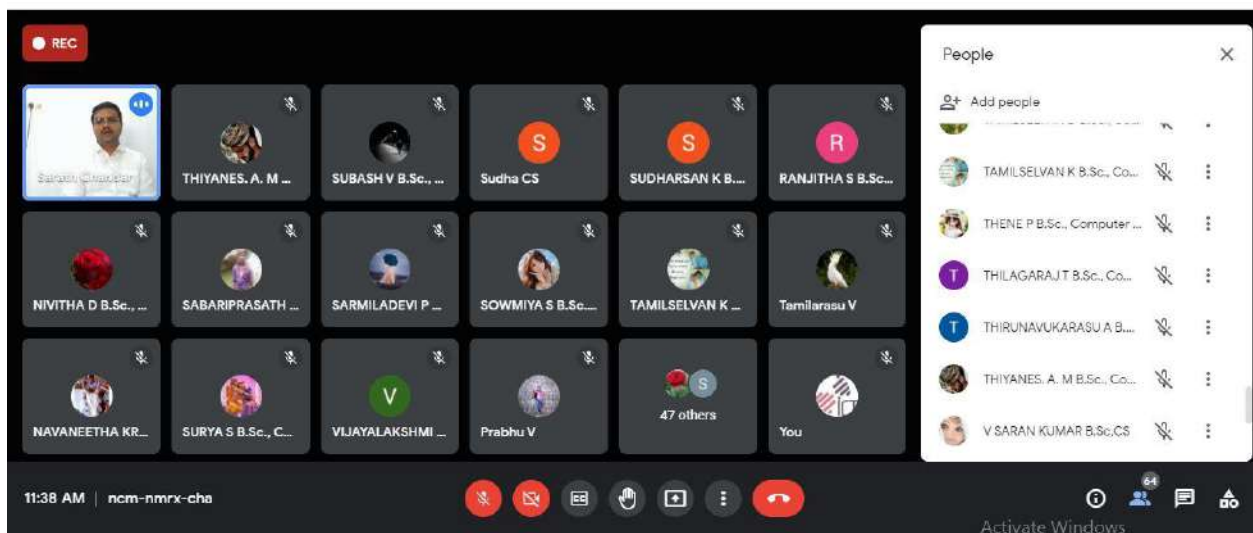 REC
People
Add people
Sarath Chandar
THIYANES. A. M ...
SUBASH V B.Sc., ...
S
Sudha CS
S
SUDHARSAN K B....
R
RANJITHA S B.Sc...
NIVITHA D B.Sc., ...
SABARIPRASATH ...
SARMILADEVI P ...
SOWMIYA S B.Sc....
TAMILSELVAN K ...
Tamilarasu V
NAVANEETHA KR...
SURYA S B.Sc., C...
V
VIJAYALAKSHMI ...
Prabhu V
S
47 others
You
TAMILSELVAN K B.Sc., Co...
THENE P B.Sc., Computer ...
T
THILAGARAJ T B.Sc., Co...
T
THIRUNAVUKARASU A B....
THIYANES. A. M B.Sc., Co...
V SARAN KUMAR B.Sc,CS
11:38 AM | ncm-nmrx-cha
64
Activate Windows